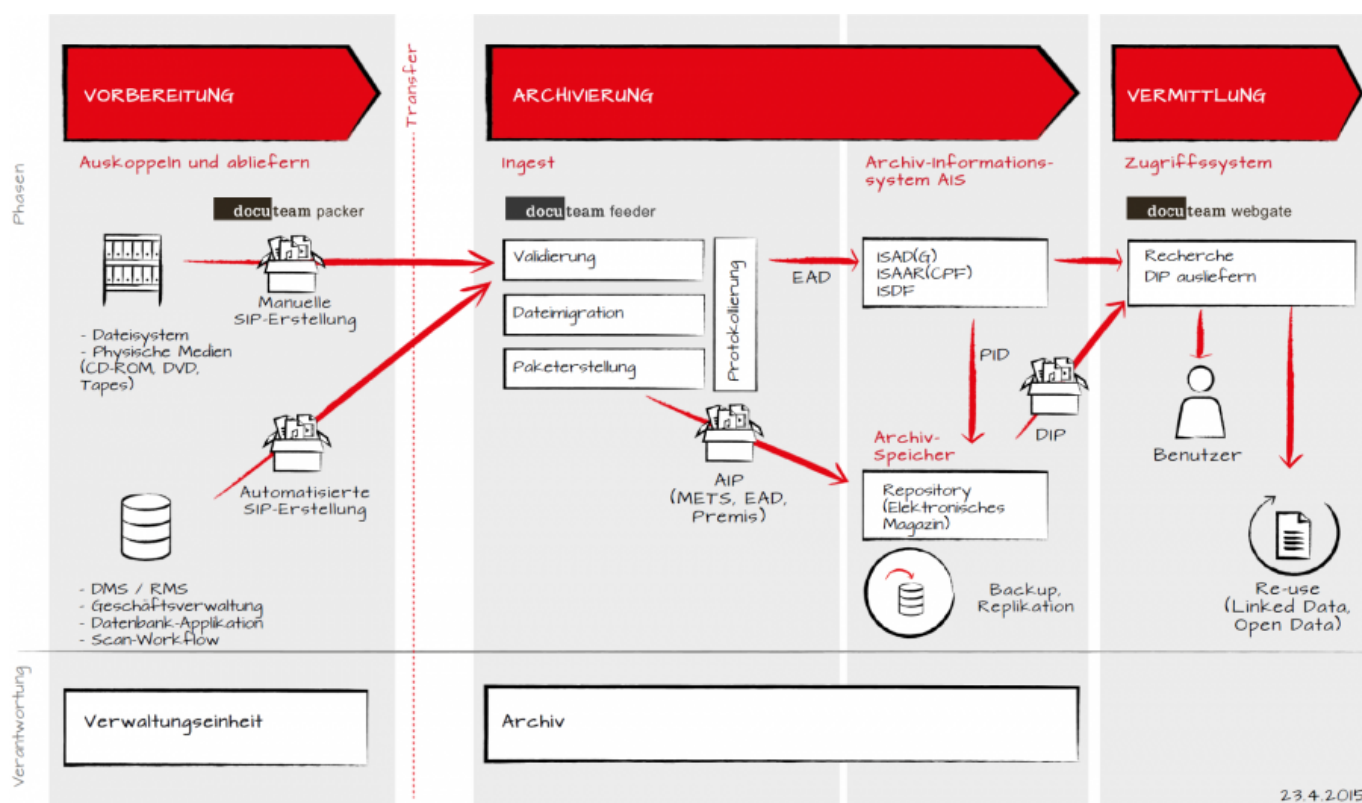 VORBEREITUNG
Transfer
ARCHIVIERUNG
VERMITTLUNG
Phasen
Auskoppeln und abliefern
Ingest
Archiv-Informations-
system AIS
Zugriffssystem
docuteam packer
docuteam feeder
docuteam webgate
Manuelle
SIP-Erstellung
- Dateisystem
- Physische Medien
(CD-ROM, DVD,
Tapes)
Automatisierte
SIP-Erstellung
- DMS / RMS
- Geschäftsverwaltung
- Datenbank-Applikation
- Scan-Workflow
Validierung
Dateimigration
Paketerstellung
Protokollierung
EAD
AIP
(METS, EAD,
Premis)
ISAD(G)
ISAAR(CPF)
ISDF
PID
DIP
Archiv-
Speicher
Repository
(Elektronisches
Magazin)
Backup,
Replikation
Recherche
DIP ausliefern
Benutzer
Re-use
(Linked Data,
Open Data)
Verantwortung
Verwaltungseinheit
Archiv
23.4.2015